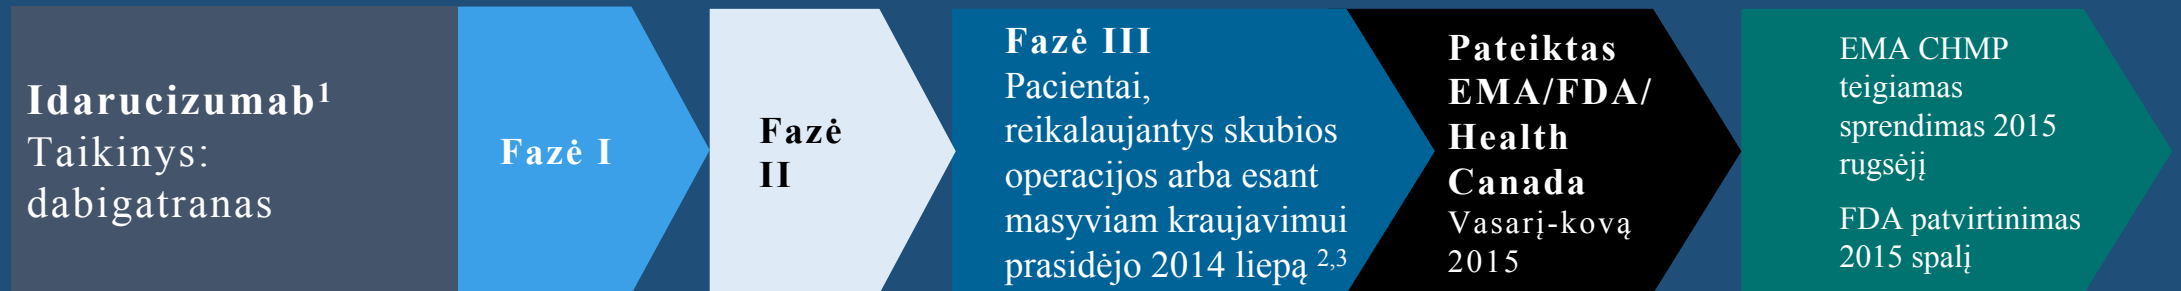 Idarucizumab¹
Taikinys:
dabigatranas
Fazė I
Fazė
II
Fazė III
Pacientai,
reikalaujantys skubios
operacijos arba esant
masyviam kraujavimui
prasidėjo 2014 liepą ²,³
Pateiktas
EMA/FDA/
Health
Canada
Vasarį-kovą
2015
EMA CHMP
teigiamas
sprendimas 2015
rugsėjį
FDA patvirtinimas
2015 spalį